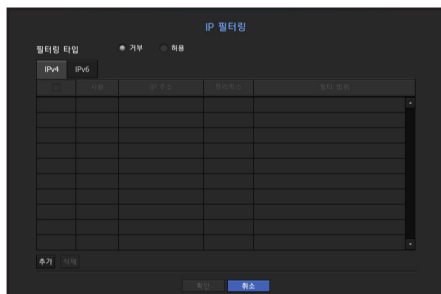 IP 필터링
필터링 타입 거부 허용
IPv4 IPv6
사용 IP 주소 프리픽스 필터 범위
추가 삭제
확인 취소